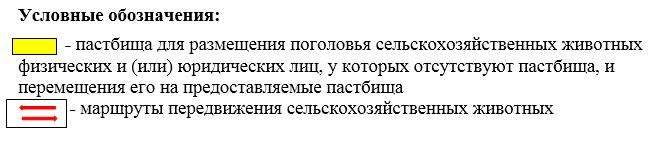 Условные обозначения:
- пастбища для размещения поголовья сельскохозяйственных животных
физических и (или) юридических лиц, у которых отсутствуют пастбища, и
перемещения его на предоставляемые пастбища
- маршруты передвижения сельскохозяйственных животных